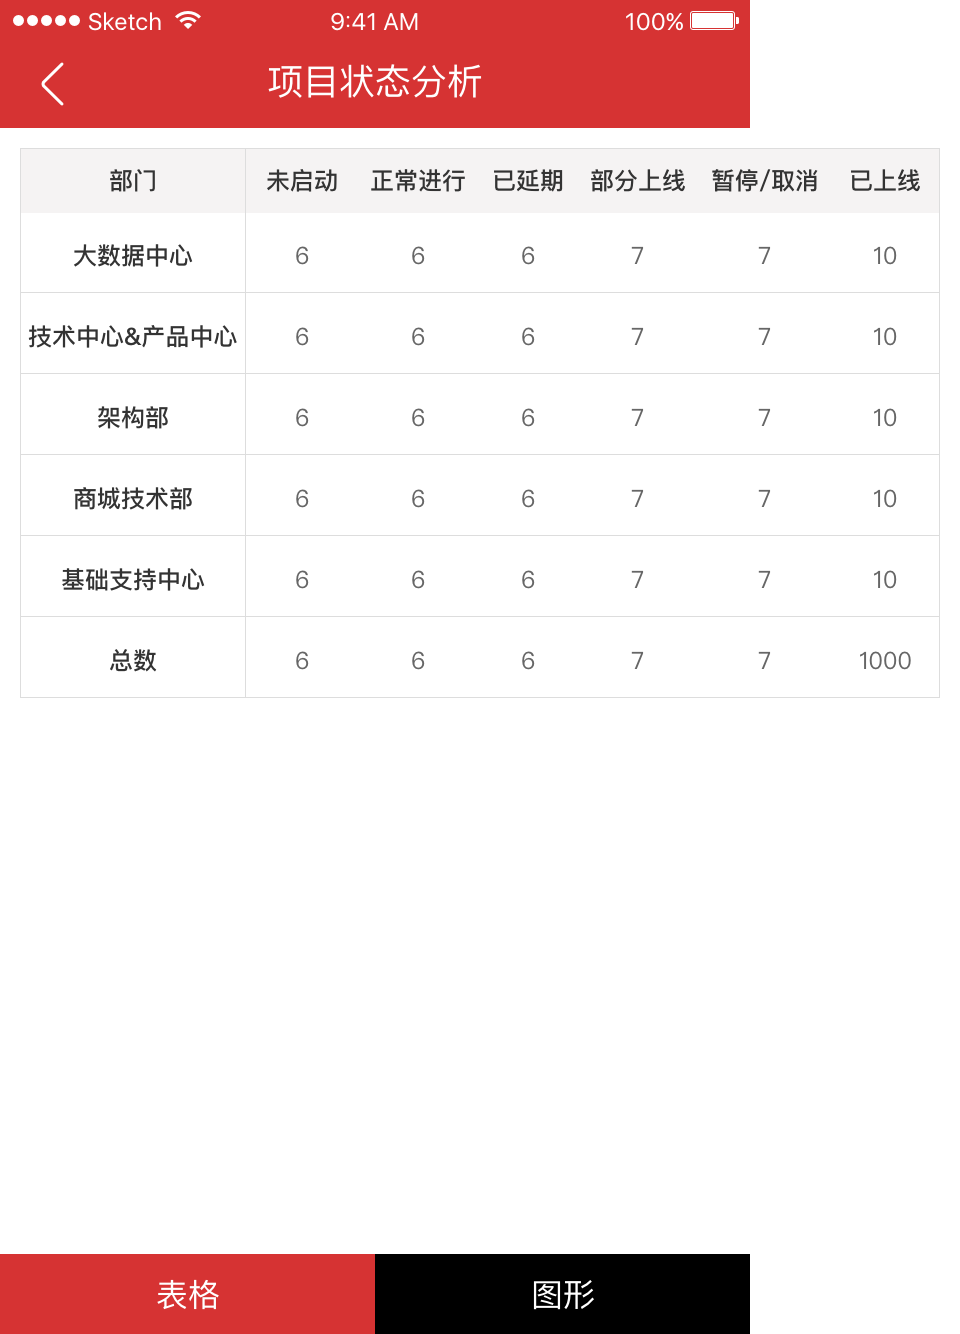 Sketch 9:41 AM 100%
项目状态分析
部门 未启动 正常进行 已延期 部分上线 暂停/取消 已上线
大数据中心 6 6 6 7 7 10
技术中心&产品中心 6 6 6 7 7 10
架构部 6 6 6 7 7 10
商城技术部 6 6 6 7 7 10
基础支持中心 6 6 6 7 7 10
总数 6 6 6 7 7 1000
表格 图形